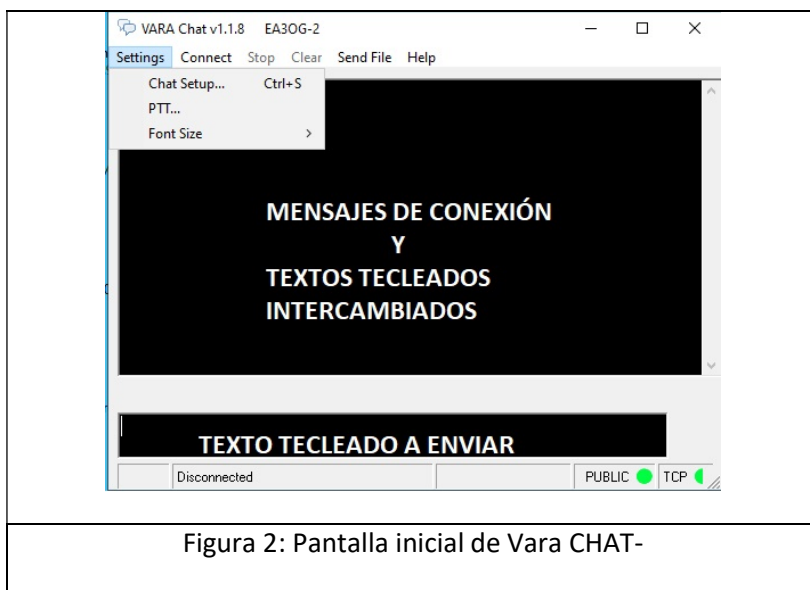 VARA Chat v1.1.8 EA3OG-2
Settings Connect Stop Clear Send File Help
Chat Setup... Ctrl+S
PTT...
Font Size >
MENSAJES DE CONEXIÓN
Y
TEXTOS TECLEADOS
INTERCAMBIADOS
TEXTO TECLEADO A ENVIAR
Disconnected PUBLIC TCP
Figura 2: Pantalla inicial de Vara CHAT-